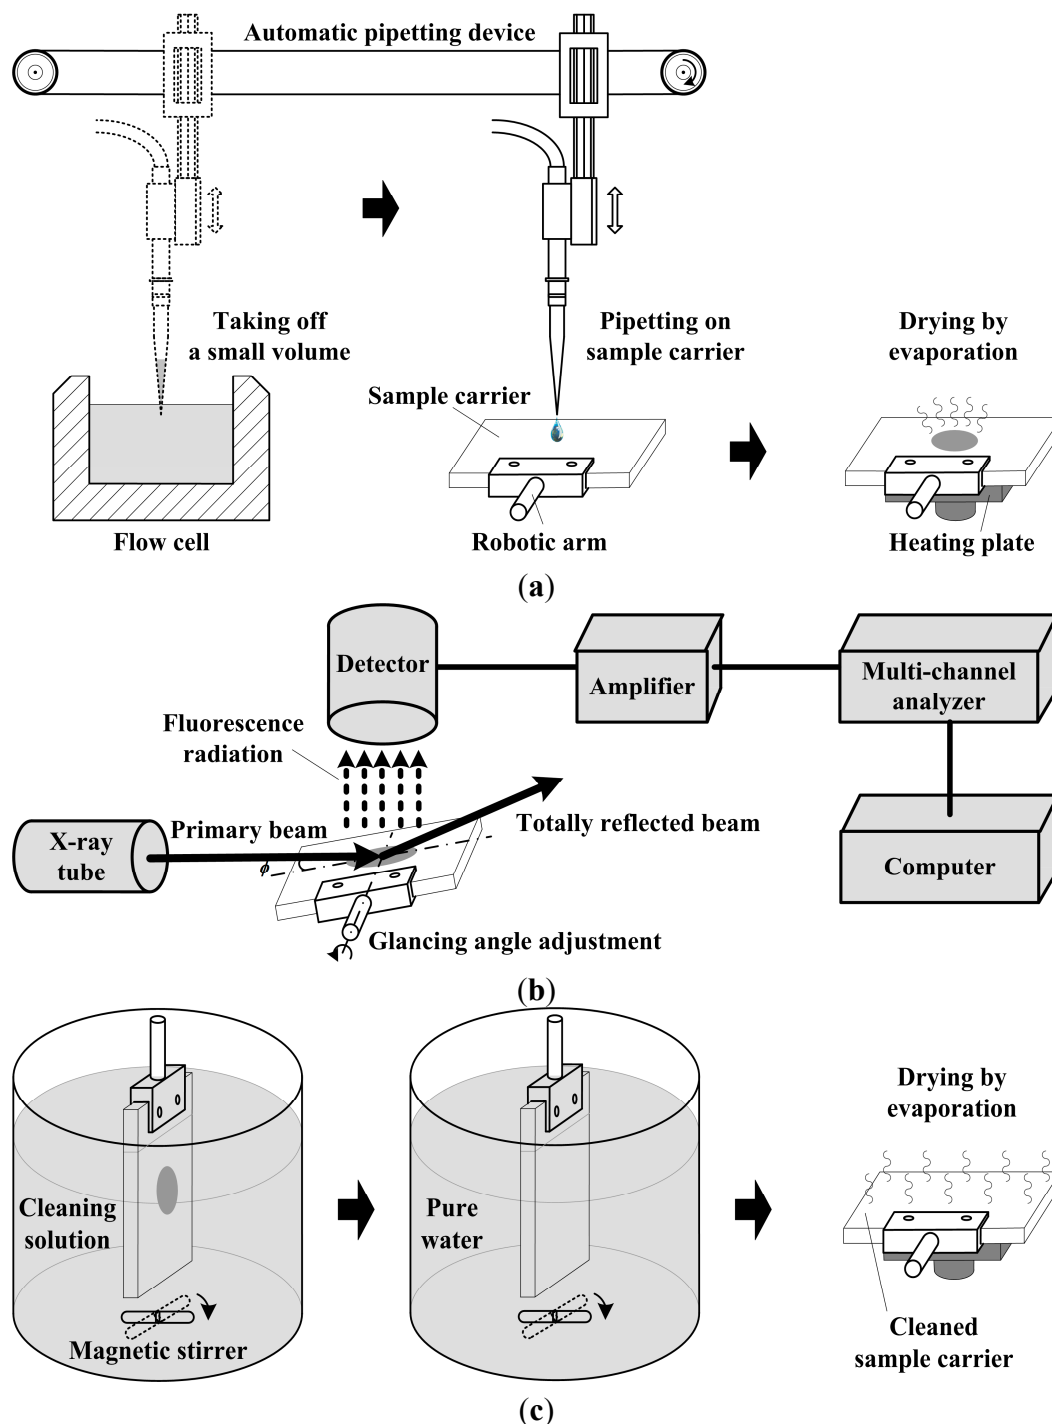 Automatic pipetting device
Taking off
a small volume
Pipetting on
sample carrier
Drying by
evaporation
Sample carrier
Flow cell
Robotic arm
Heating plate
(a)
Detector
Amplifier
Multi-channel
analyzer
Fluorescence
radiation
X-ray
tube
Primary beam
Totally reflected beam
ϕ
Computer
Glancing angle adjustment
(b)
Cleaning
solution
Magnetic stirrer
Pure
water
Drying by
evaporation
Cleaned
sample carrier
(c)